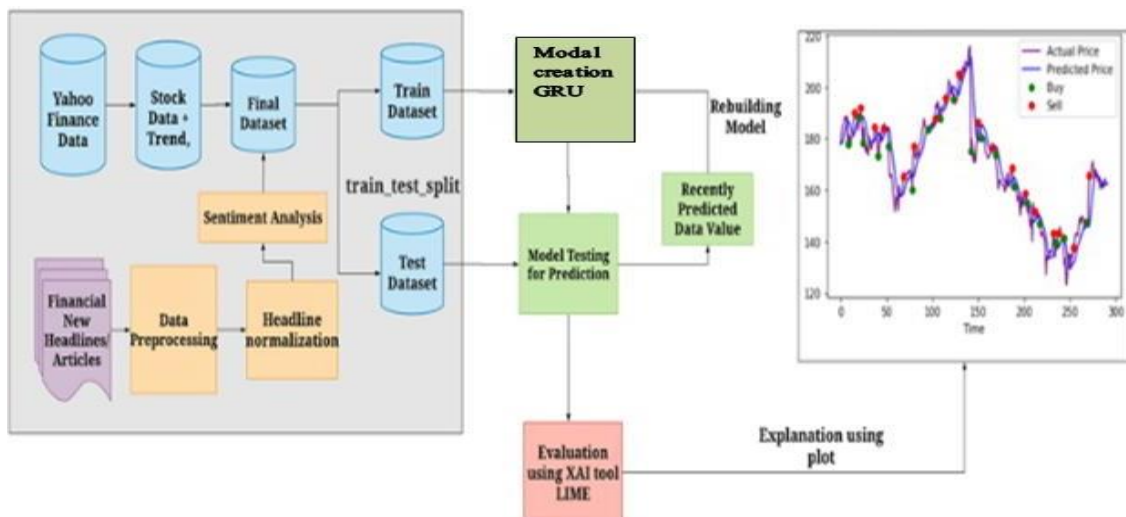 Yahoo
Finance
Data
Stock
Data +
Trend,
Final
Dataset
Train
Dataset
train_test_split
Sentiment Analysis
Test
Dataset
Financial
New
Headlines/
Articles
Data
Preprocessing
Headline
normalization
Modal
creation
GRU
Rebuilding
Model
Recently
Predicted
Data Value
Model Testing
for Prediction
Evaluation
using XAI tool
LIME
Explanation using
plot
Actual Price
Predicted Price
Buy
Sell
220
200
180
160
140
120
0 50 100 150 200 250 300
Time